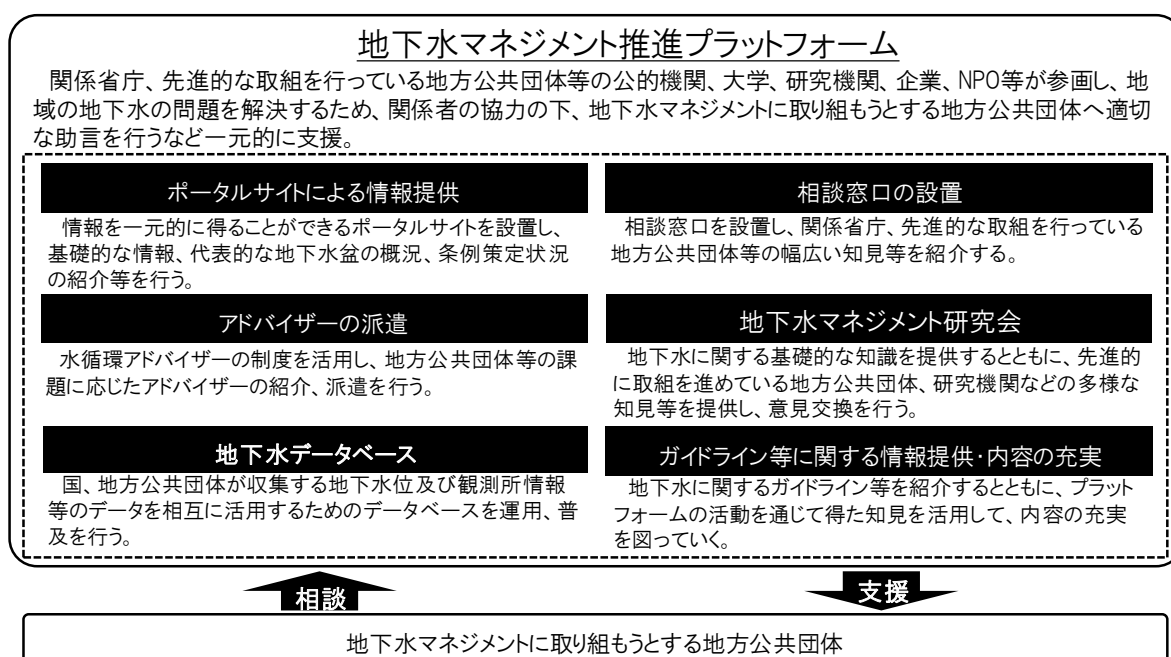 地下水マネジメント推進プラットフォーム
関係省庁、先進的な取組を行っている地方公共団体等の公的機関、大学、研究機関、企業、NPO等が参画し、地
域の地下水の問題を解決するため、関係者の協力の下、地下水マネジメントに取り組もうとする地方公共団体へ適切
な助言を行うなど一元的に支援。
ポータルサイトによる情報提供
情報を一元的に得ることができるポータルサイトを設置し、
基礎的な情報、代表的な地下水盆の概況、条例策定状況
の紹介等を行う。
相談窓口の設置
相談窓口を設置し、関係省庁、先進的な取組を行っている
地方公共団体等の幅広い知見等を紹介する。
アドバイザーの派遣
水循環アドバイザーの制度を活用し、地方公共団体等の課
題に応じたアドバイザーの紹介、派遣を行う。
地下水マネジメント研究会
地下水に関する基礎的な知識を提供するとともに、先進的
に取組を進めている地方公共団体、研究機関などの多様な
知見等を提供し、意見交換を行う。
地下水データベース
国、地方公共団体が収集する地下水位及び観測所情報
等のデータを相互に活用するためのデータベースを運用、普
及を行う。
ガイドライン等に関する情報提供・内容の充実
地下水に関するガイドライン等を紹介するとともに、プラット
フォームの活動を通じて得た知見を活用して、内容の充実
を図っていく。
相談
支援
地下水マネジメントに取り組もうとする地方公共団体